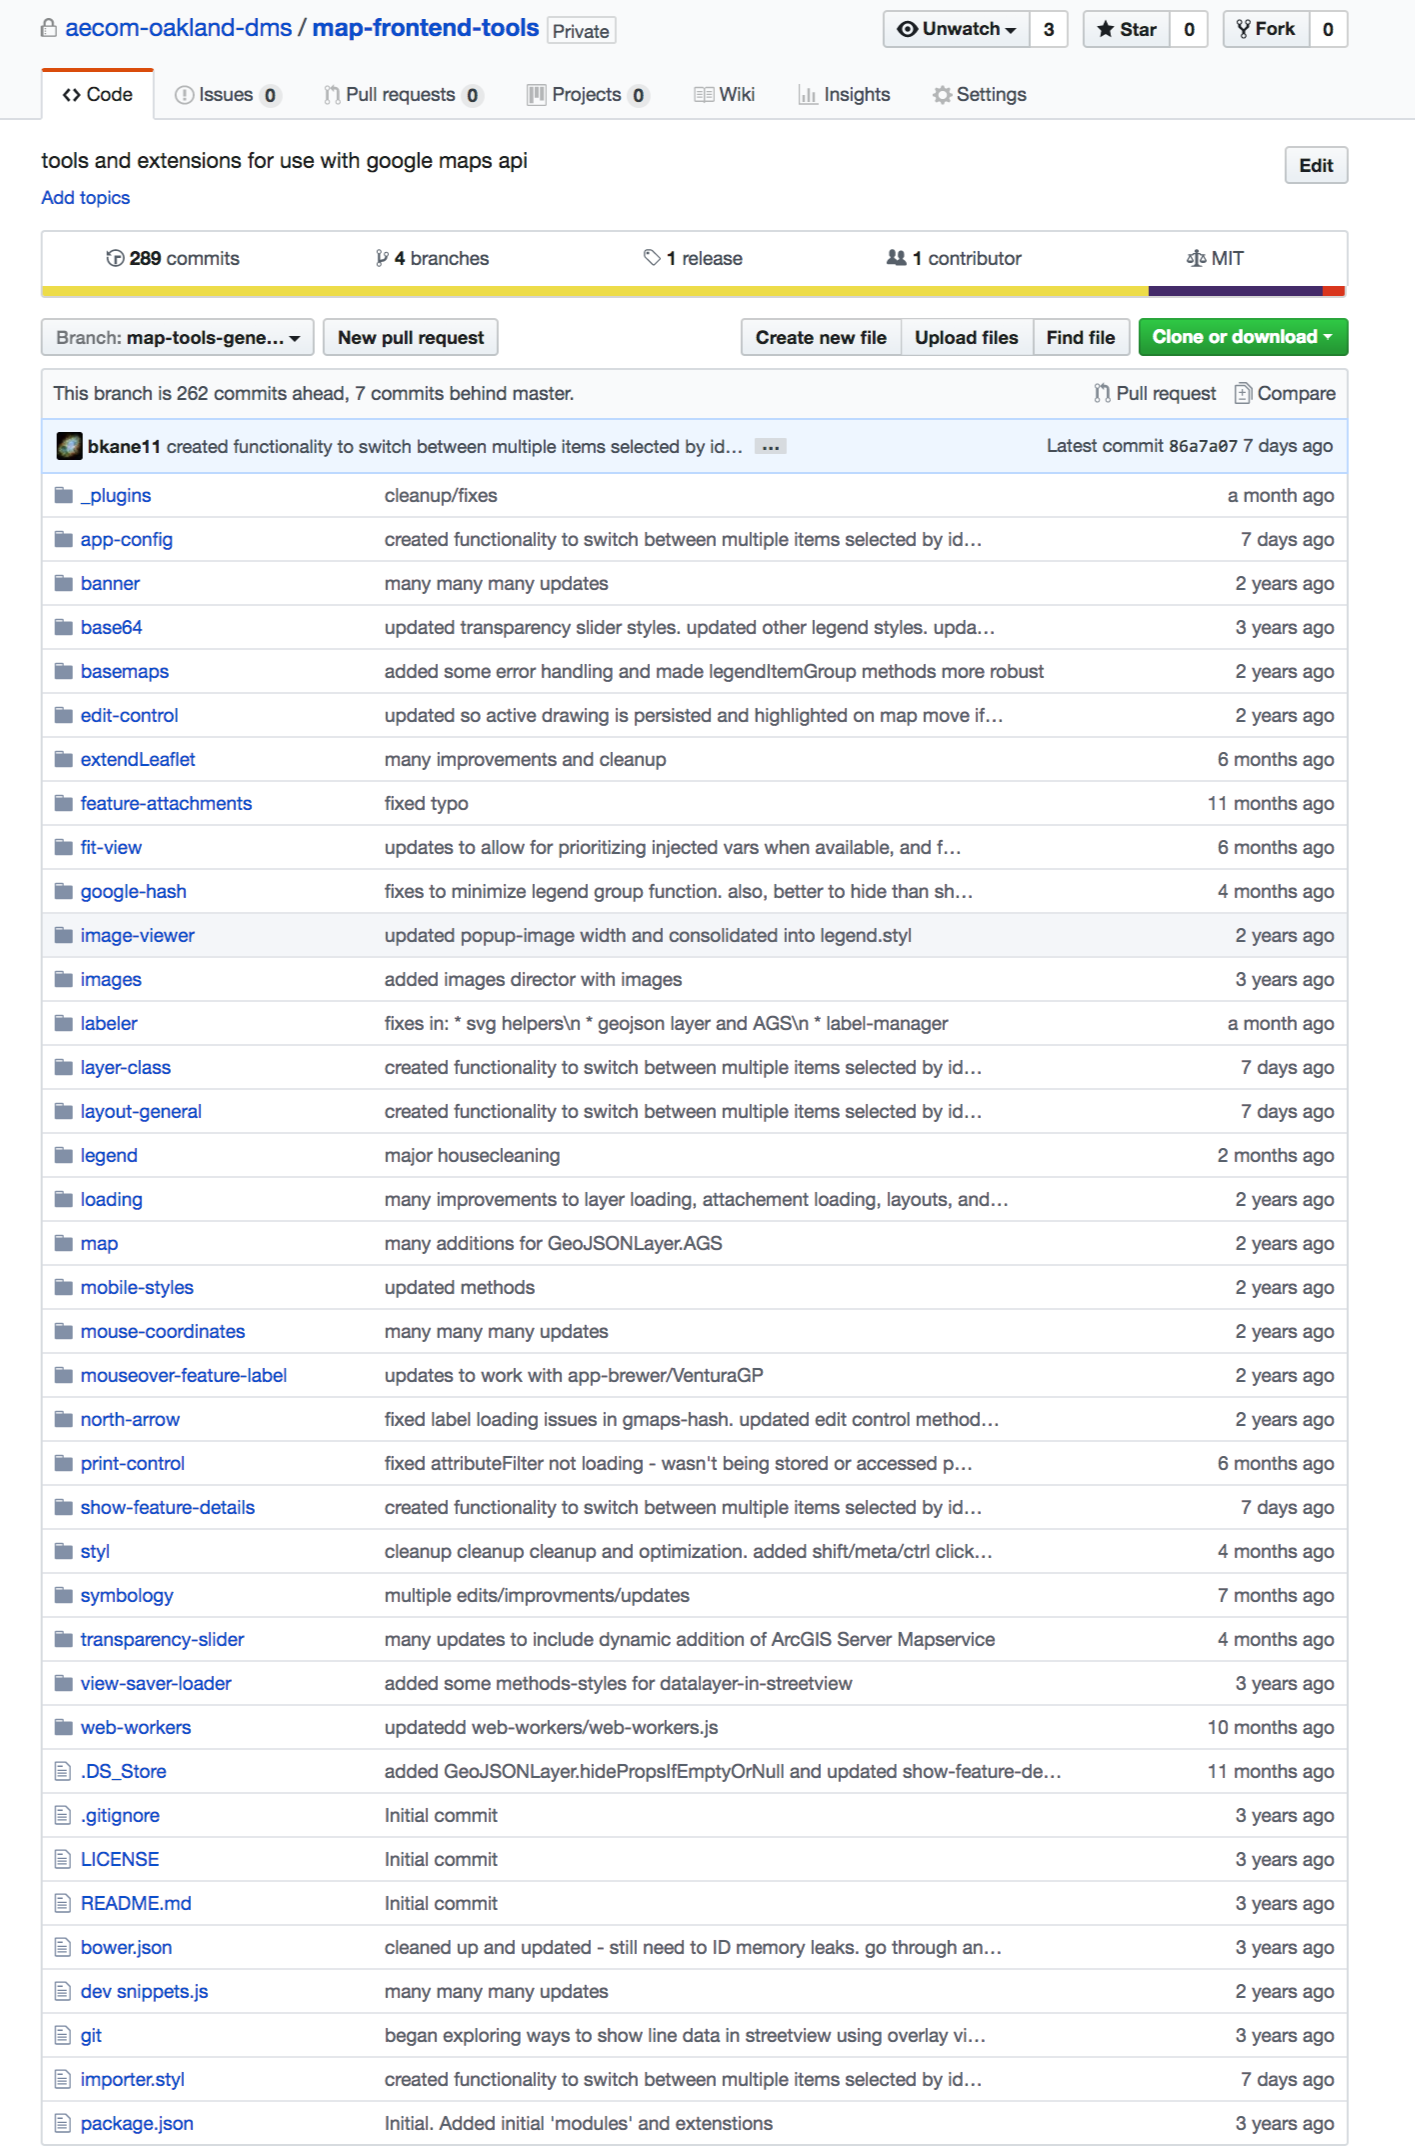 aecom-oakland-dms / map-frontend-tools Private Unwatch 3 Star 0 Fork 0
Code Issues 0 Pull requests 0 Projects 0 Wiki Insights Settings
tools and extensions for use with google maps api Edit
Add topics
289 commits 4 branches 1 release 1 contributor MIT
Branch: map-tools-gene... New pull request Create new file Upload files Find file Clone or download
This branch is 262 commits ahead, 7 commits behind master. Pull request Compare
bkane11 created functionality to switch between multiple items selected by id... ... Latest commit 86a7a07 7 days ago
_plugins cleanup/fixes a month ago
app-config created functionality to switch between multiple items selected by id... 7 days ago
banner many many many updates 2 years ago
base64 updated transparency slider styles. updated other legend styles. upda... 3 years ago
basemaps added some error handling and made legendItemGroup methods more robust 2 years ago
edit-control updated so active drawing is persisted and highlighted on map move if... 2 years ago
extendLeaflet many improvements and cleanup 6 months ago
feature-attachments fixed typo 11 months ago
fit-view updates to allow for prioritizing injected vars when available, and f... 6 months ago
google-hash fixes to minimize legend group function. also, better to hide than sh... 4 months ago
image-viewer updated popup-image width and consolidated into legend.styl 2 years ago
images added images director with images 3 years ago
labeler fixes in: * svg helpers\n * geojson layer and AGS\n * label-manager a month ago
layer-class created functionality to switch between multiple items selected by id... 7 days ago
layout-general created functionality to switch between multiple items selected by id... 7 days ago
legend major housecleaning 2 months ago
loading many improvements to layer loading, attachement loading, layouts, and... 2 years ago
map many additions for GeoJSONLayer.AGS 2 years ago
mobile-styles updated methods 2 years ago
mouse-coordinates many many many updates 2 years ago
mouseover-feature-label updates to work with app-brewer/VenturaGP 2 years ago
north-arrow fixed label loading issues in gmaps-hash. updated edit control method... 2 years ago
print-control fixed attributeFilter not loading - wasn't being stored or accessed p... 6 months ago
show-feature-details created functionality to switch between multiple items selected by id... 7 days ago
styl cleanup cleanup cleanup and optimization. added shift/meta/ctrl click... 4 months ago
symbology multiple edits/improvments/updates 7 months ago
transparency-slider many updates to include dynamic addition of ArcGIS Server Mapservice 4 months ago
view-saver-loader added some methods-styles for datalayer-in-streetview 3 years ago
web-workers updatedd web-workers/web-workers.js 10 months ago
.DS_Store added GeoJSONLayer.hidePropsIfEmptyOrNull and updated show-feature-de... 11 months ago
.gitignore Initial commit 3 years ago
LICENSE Initial commit 3 years ago
README.md Initial commit 3 years ago
bower.json cleaned up and updated - still need to ID memory leaks. go through an... 3 years ago
dev snippets.js many many many updates 2 years ago
git began exploring ways to show line data in streetview using overlay vi... 3 years ago
importer.styl created functionality to switch between multiple items selected by id... 7 days ago
package.json Initial. Added initial 'modules' and extenstions 3 years ago